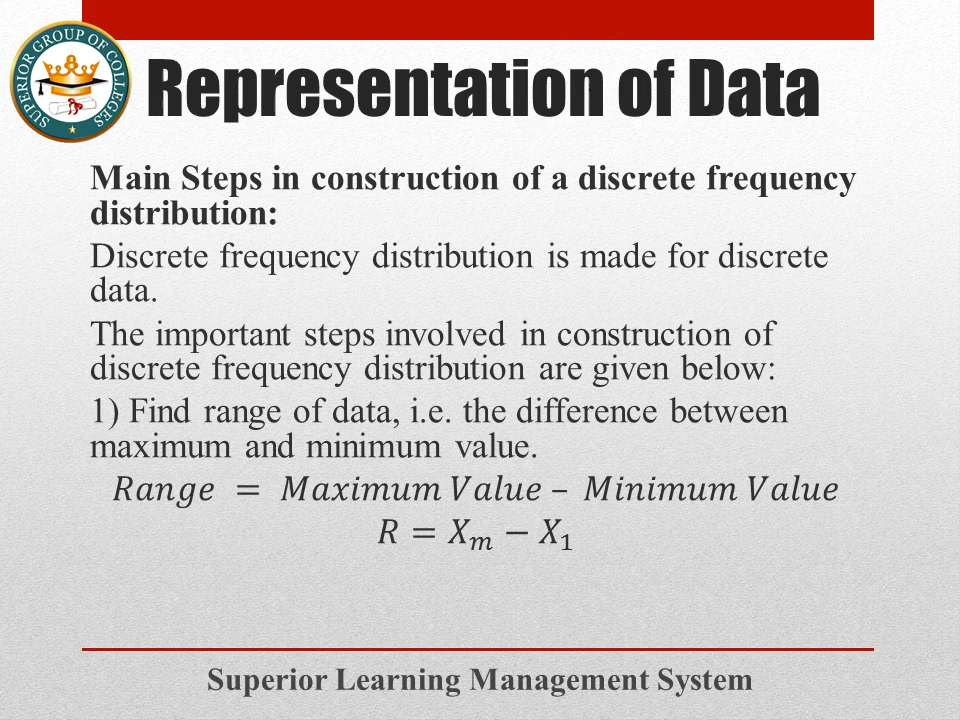 SUPERIOR GROUP OF COLLEGES
Representation of Data
Main Steps in construction of a discrete frequency
distribution:
Discrete frequency distribution is made for discrete
data.
The important steps involved in construction of
discrete frequency distribution are given below:
1) Find range of data, i.e. the difference between
maximum and minimum value.
Range = Maximum Value – Minimum Value
R = Xₘ − X₁
Superior Learning Management System